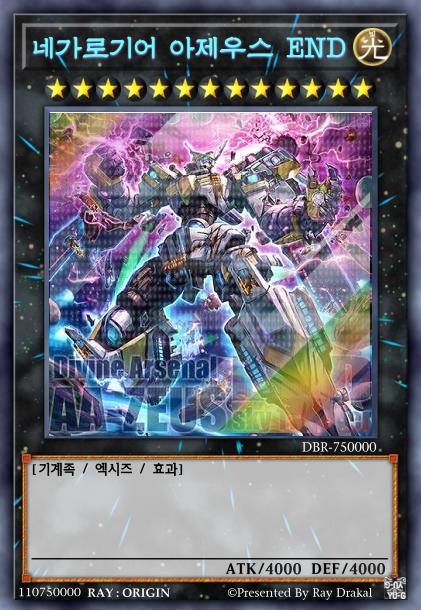 네가로기어 아제우스 END 光
Divine Arsenal
AA-ZEUS
DBR-750000
[기계족 / 엑시즈 / 효과]
ATK/4000 DEF/4000
110750000 RAY : ORIGIN ©Presented By Ray Drakal